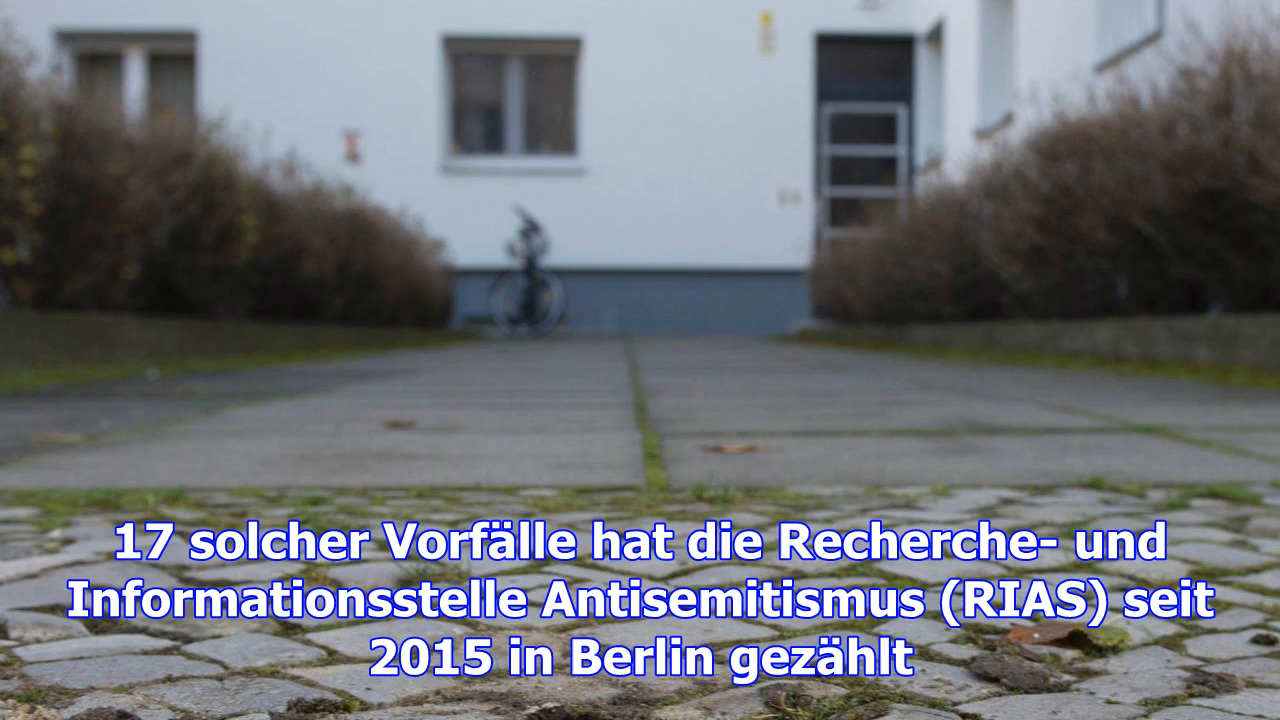 17 solcher Vorfälle hat die Recherche- und
Informationsstelle Antisemitismus (RIAS) seit
2015 in Berlin gezählt